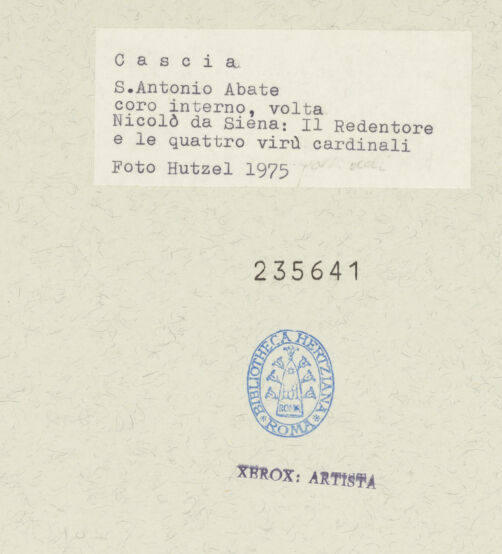 C a s c i a
S.Antonio Abate
coro interno, volta
Nicolò da Siena: Il Redentore
e le quattro virù cardinali
Foto Hutzel 1975
235641
BIBLIOTHECA HERTZIANA
ROMA
XEROX: ARTISTA